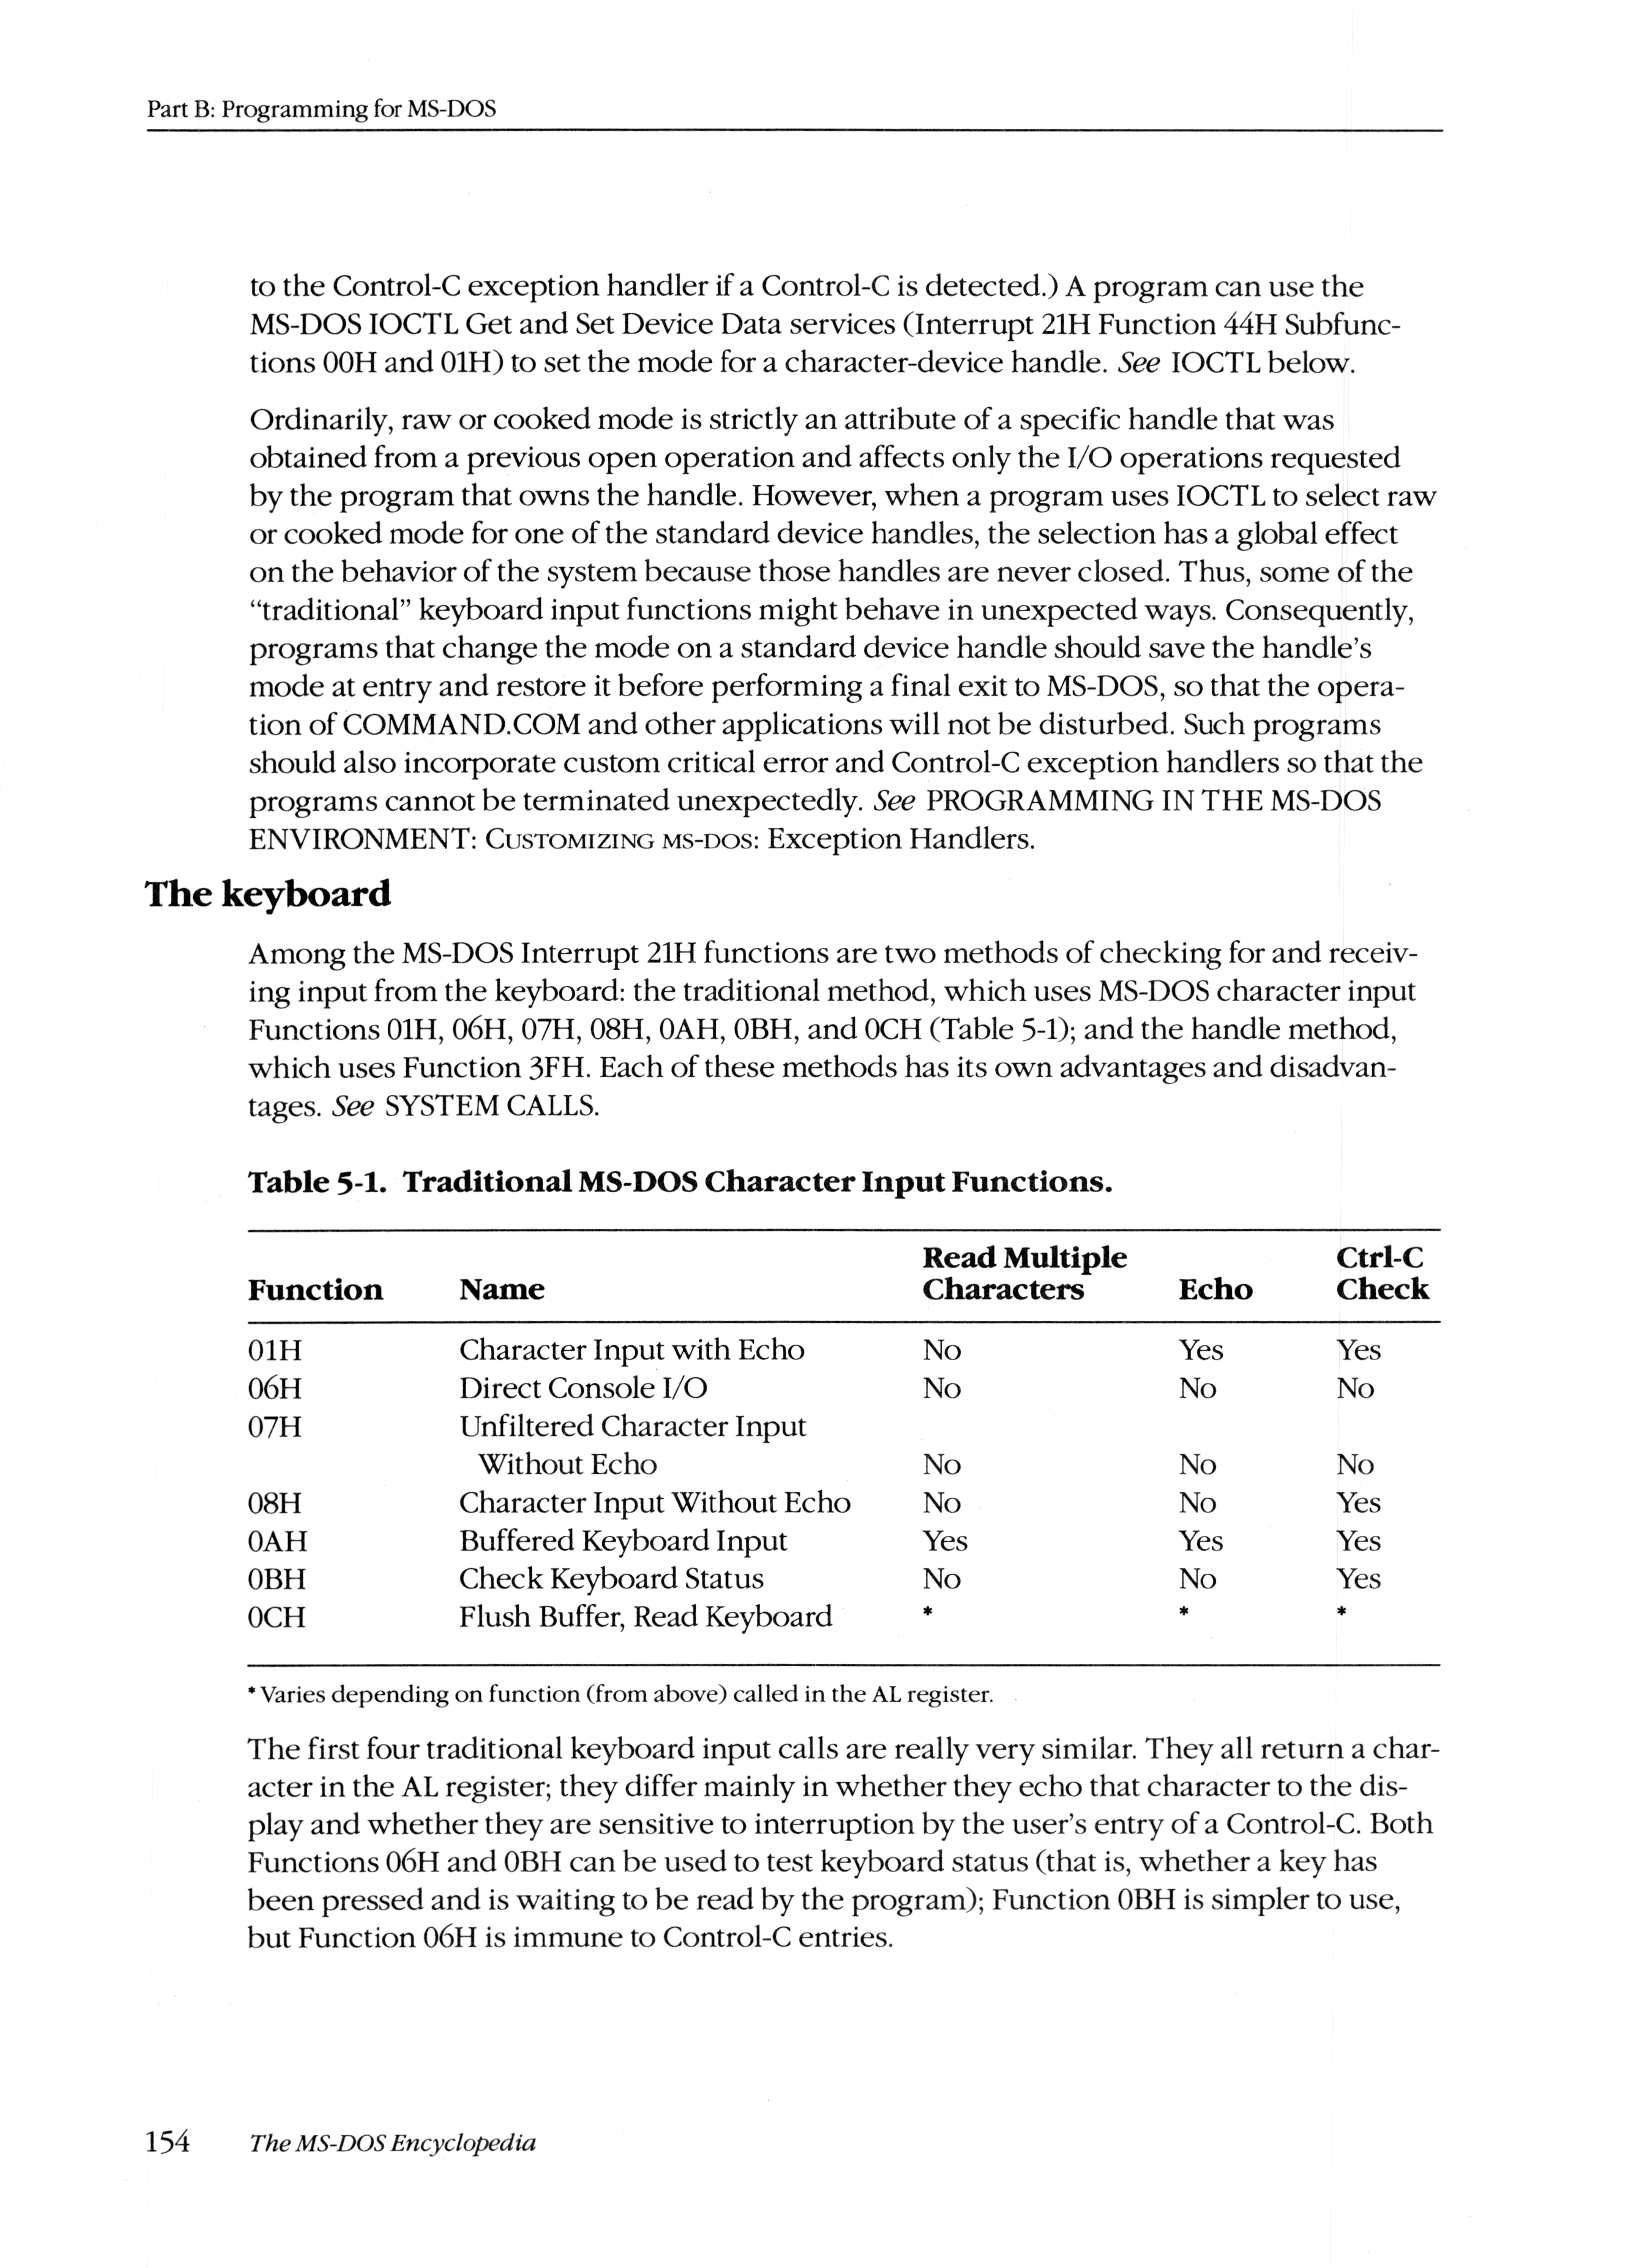 Part B: Programming for MS-DOS
to the Control-C exception handler if a Control-C is detected.) A program can use the
MS-DOS IOCTL Get and Set Device Data services (Interrupt 21H Function 44H Subfunc-
tions 00H and 01H) to set the mode for a character-device handle. See IOCTL below.
Ordinarily, raw or cooked mode is strictly an attribute of a specific handle that was
obtained from a previous open operation and affects only the I/O operations requested
by the program that owns the handle. However, when a program uses IOCTL to select raw
or cooked mode for one of the standard device handles, the selection has a global effect
on the behavior of the system because those handles are never closed. Thus, some of the
“traditional” keyboard input functions might behave in unexpected ways. Consequently,
programs that change the mode on a standard device handle should save the handle’s
mode at entry and restore it before performing a final exit to MS-DOS, so that the opera-
tion of COMMAND.COM and other applications will not be disturbed. Such programs
should also incorporate custom critical error and Control-C exception handlers so that the
programs cannot be terminated unexpectedly. See PROGRAMMING IN THE MS-DOS
ENVIRONMENT: CUSTOMIZING MS-DOS: Exception Handlers.
The keyboard
Among the MS-DOS Interrupt 21H functions are two methods of checking for and receiv-
ing input from the keyboard: the traditional method, which uses MS-DOS character input
Functions 01H, 06H, 07H, 08H, 0AH, 0BH, and 0CH (Table 5-1); and the handle method,
which uses Function 3FH. Each of these methods has its own advantages and disadvan-
tages. See SYSTEM CALLS.
Table 5-1. Traditional MS-DOS Character Input Functions.
Read Multiple Ctrl-C
Function Name Characters Echo Check
01H Character Input with Echo No Yes Yes
06H Direct Console I/O No No No
07H Unfiltered Character Input
Without Echo No No No
08H Character Input Without Echo No No Yes
0AH Buffered Keyboard Input Yes Yes Yes
0BH Check Keyboard Status No No Yes
0CH Flush Buffer, Read Keyboard * * *
*Varies depending on function (from above) called in the AL register.
The first four traditional keyboard input calls are really very similar. They all return a char-
acter in the AL register; they differ mainly in whether they echo that character to the dis-
play and whether they are sensitive to interruption by the user’s entry of a Control-C. Both
Functions 06H and 0BH can be used to test keyboard status (that is, whether a key has
been pressed and is waiting to be read by the program); Function 0BH is simpler to use,
but Function 06H is immune to Control-C entries.
154 The MS-DOS Encyclopedia